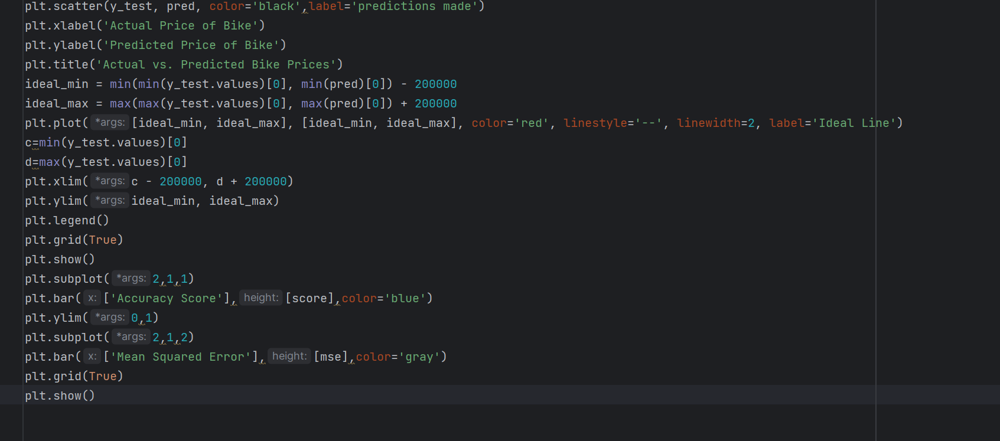 plt.scatter(y_test, pred, color='black',label='predictions made')
plt.xlabel('Actual Price of Bike')
plt.ylabel('Predicted Price of Bike')
plt.title('Actual vs. Predicted Bike Prices')
ideal_min = min(min(y_test.values)[0], min(pred)[0]) - 200000
ideal_max = max(max(y_test.values)[0], max(pred)[0]) + 200000
plt.plot( *args: [ideal_min, ideal_max], [ideal_min, ideal_max], color='red', linestyle='--', linewidth=2, label='Ideal Line')
c=min(y_test.values)[0]
d=max(y_test.values)[0]
plt.xlim( *args: c - 200000, d + 200000)
plt.ylim( *args: ideal_min, ideal_max)
plt.legend()
plt.grid(True)
plt.show()
plt.subplot( *args: 2,1,1)
plt.bar( x: ['Accuracy Score'], height: [score],color='blue')
plt.ylim( *args: 0,1)
plt.subplot( *args: 2,1,2)
plt.bar( x: ['Mean Squared Error'], height: [mse],color='gray')
plt.grid(True)
plt.show()